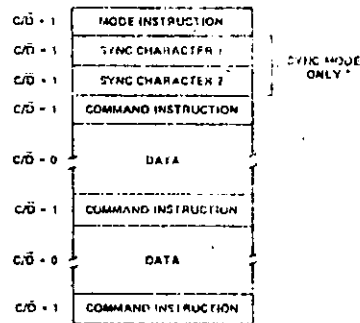 C/D̄ = 1 MODE INSTRUCTION
C/D̄ = 1 SYNC CHARACTER 1
SYNC MODE
ONLY *
C/D̄ = 1 SYNC CHARACTER 2
C/D̄ = 1 COMMAND INSTRUCTION
C/D̄ = 0 DATA
C/D̄ = 1 COMMAND INSTRUCTION
C/D̄ = 0 DATA
C/D̄ = 1 COMMAND INSTRUCTION